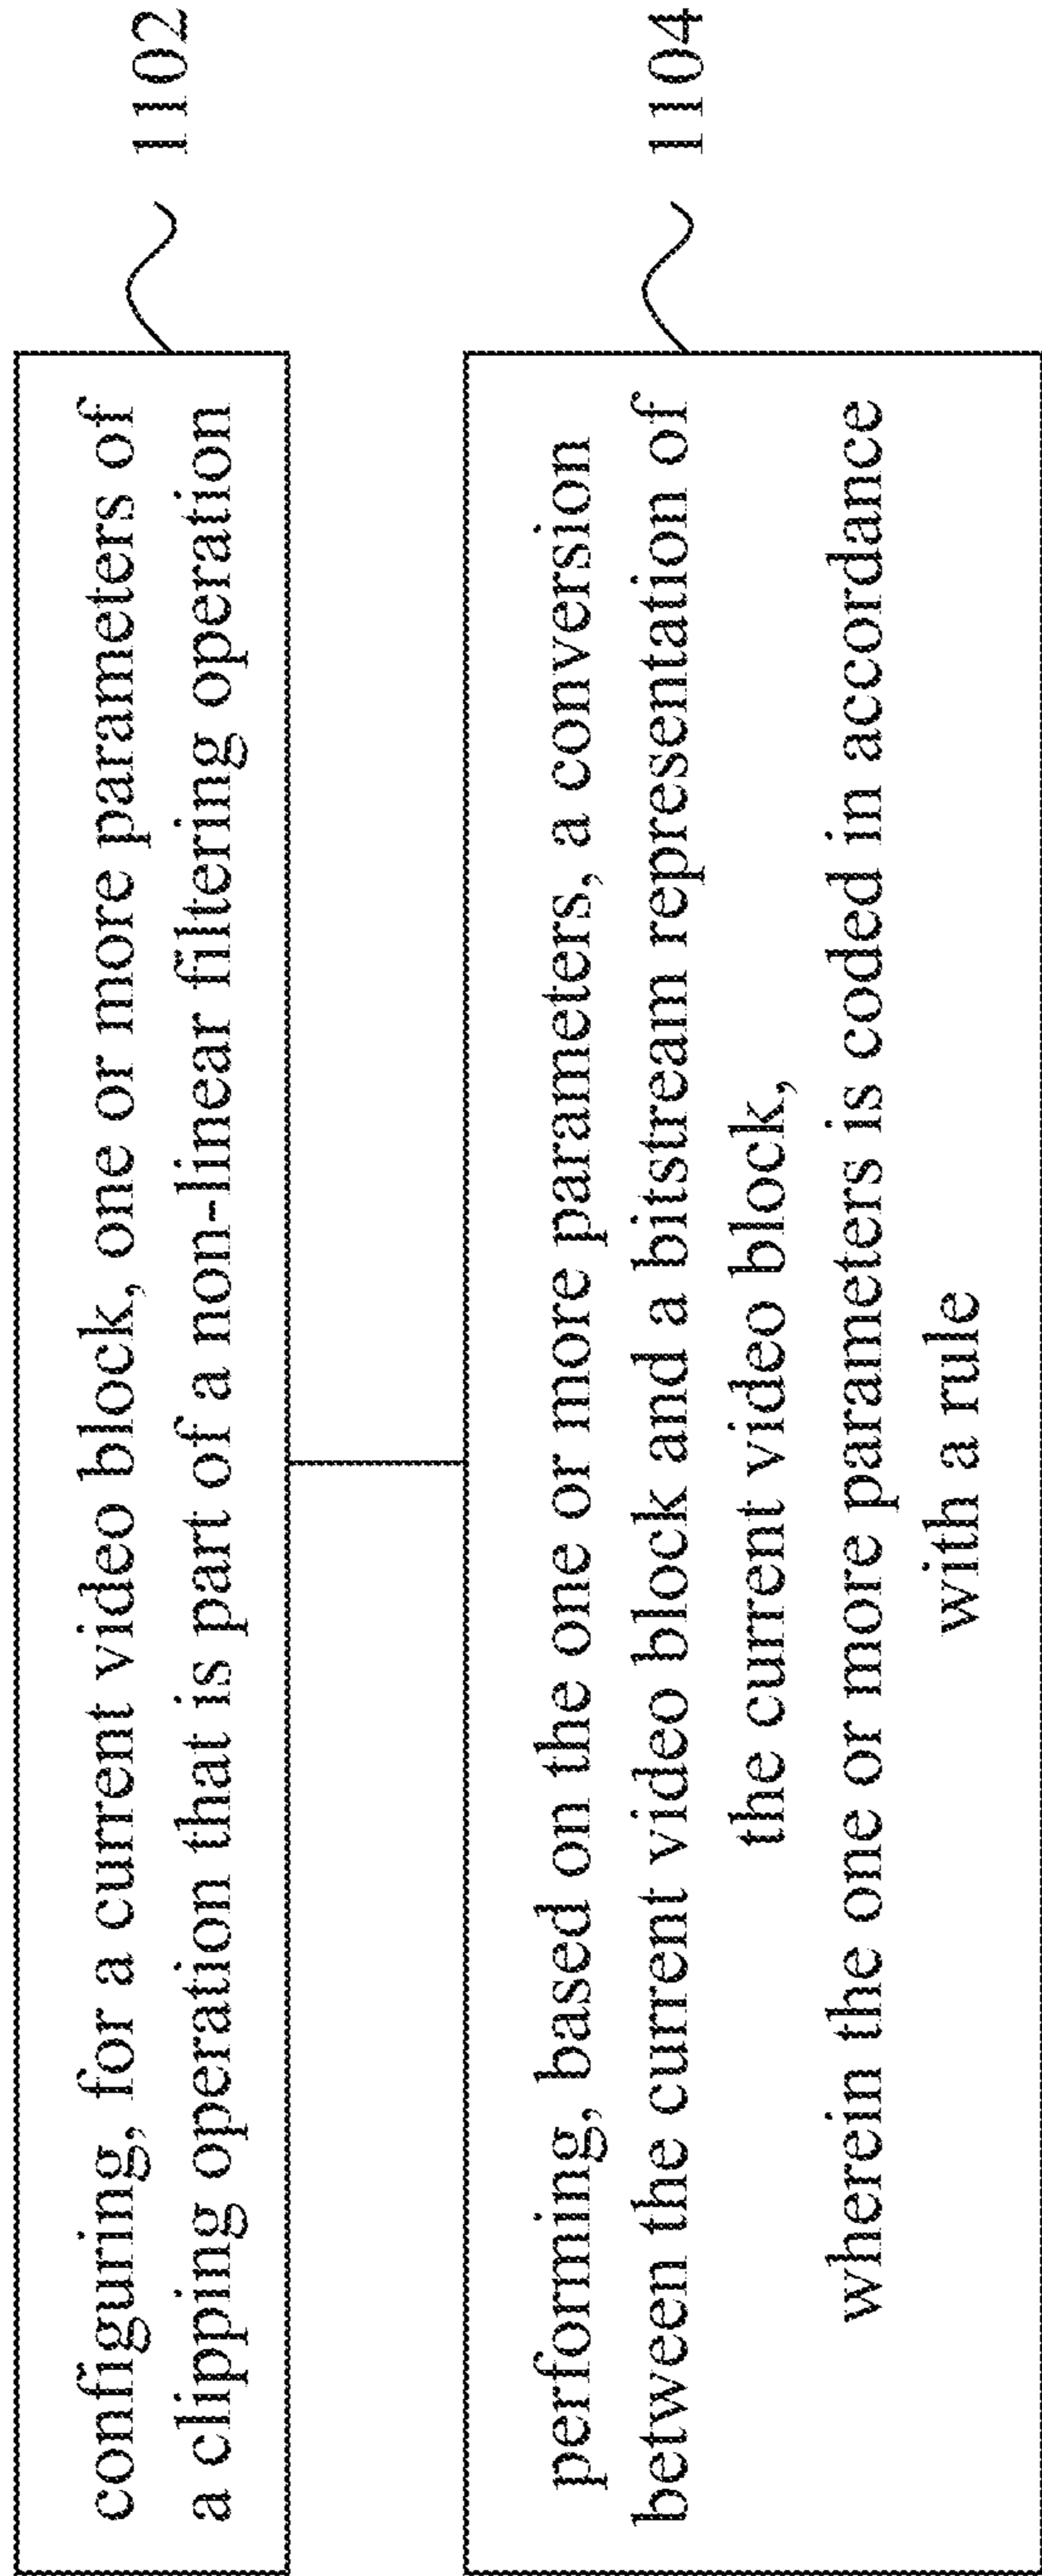 configuring, for a current video block, one or more parameters of
a clipping operation that is part of a non-linear filtering operation
1102
performing, based on the one or more parameters, a conversion
between the current video block and a bitstream representation of
the current video block,
wherein the one or more parameters is coded in accordance
with a rule
1104